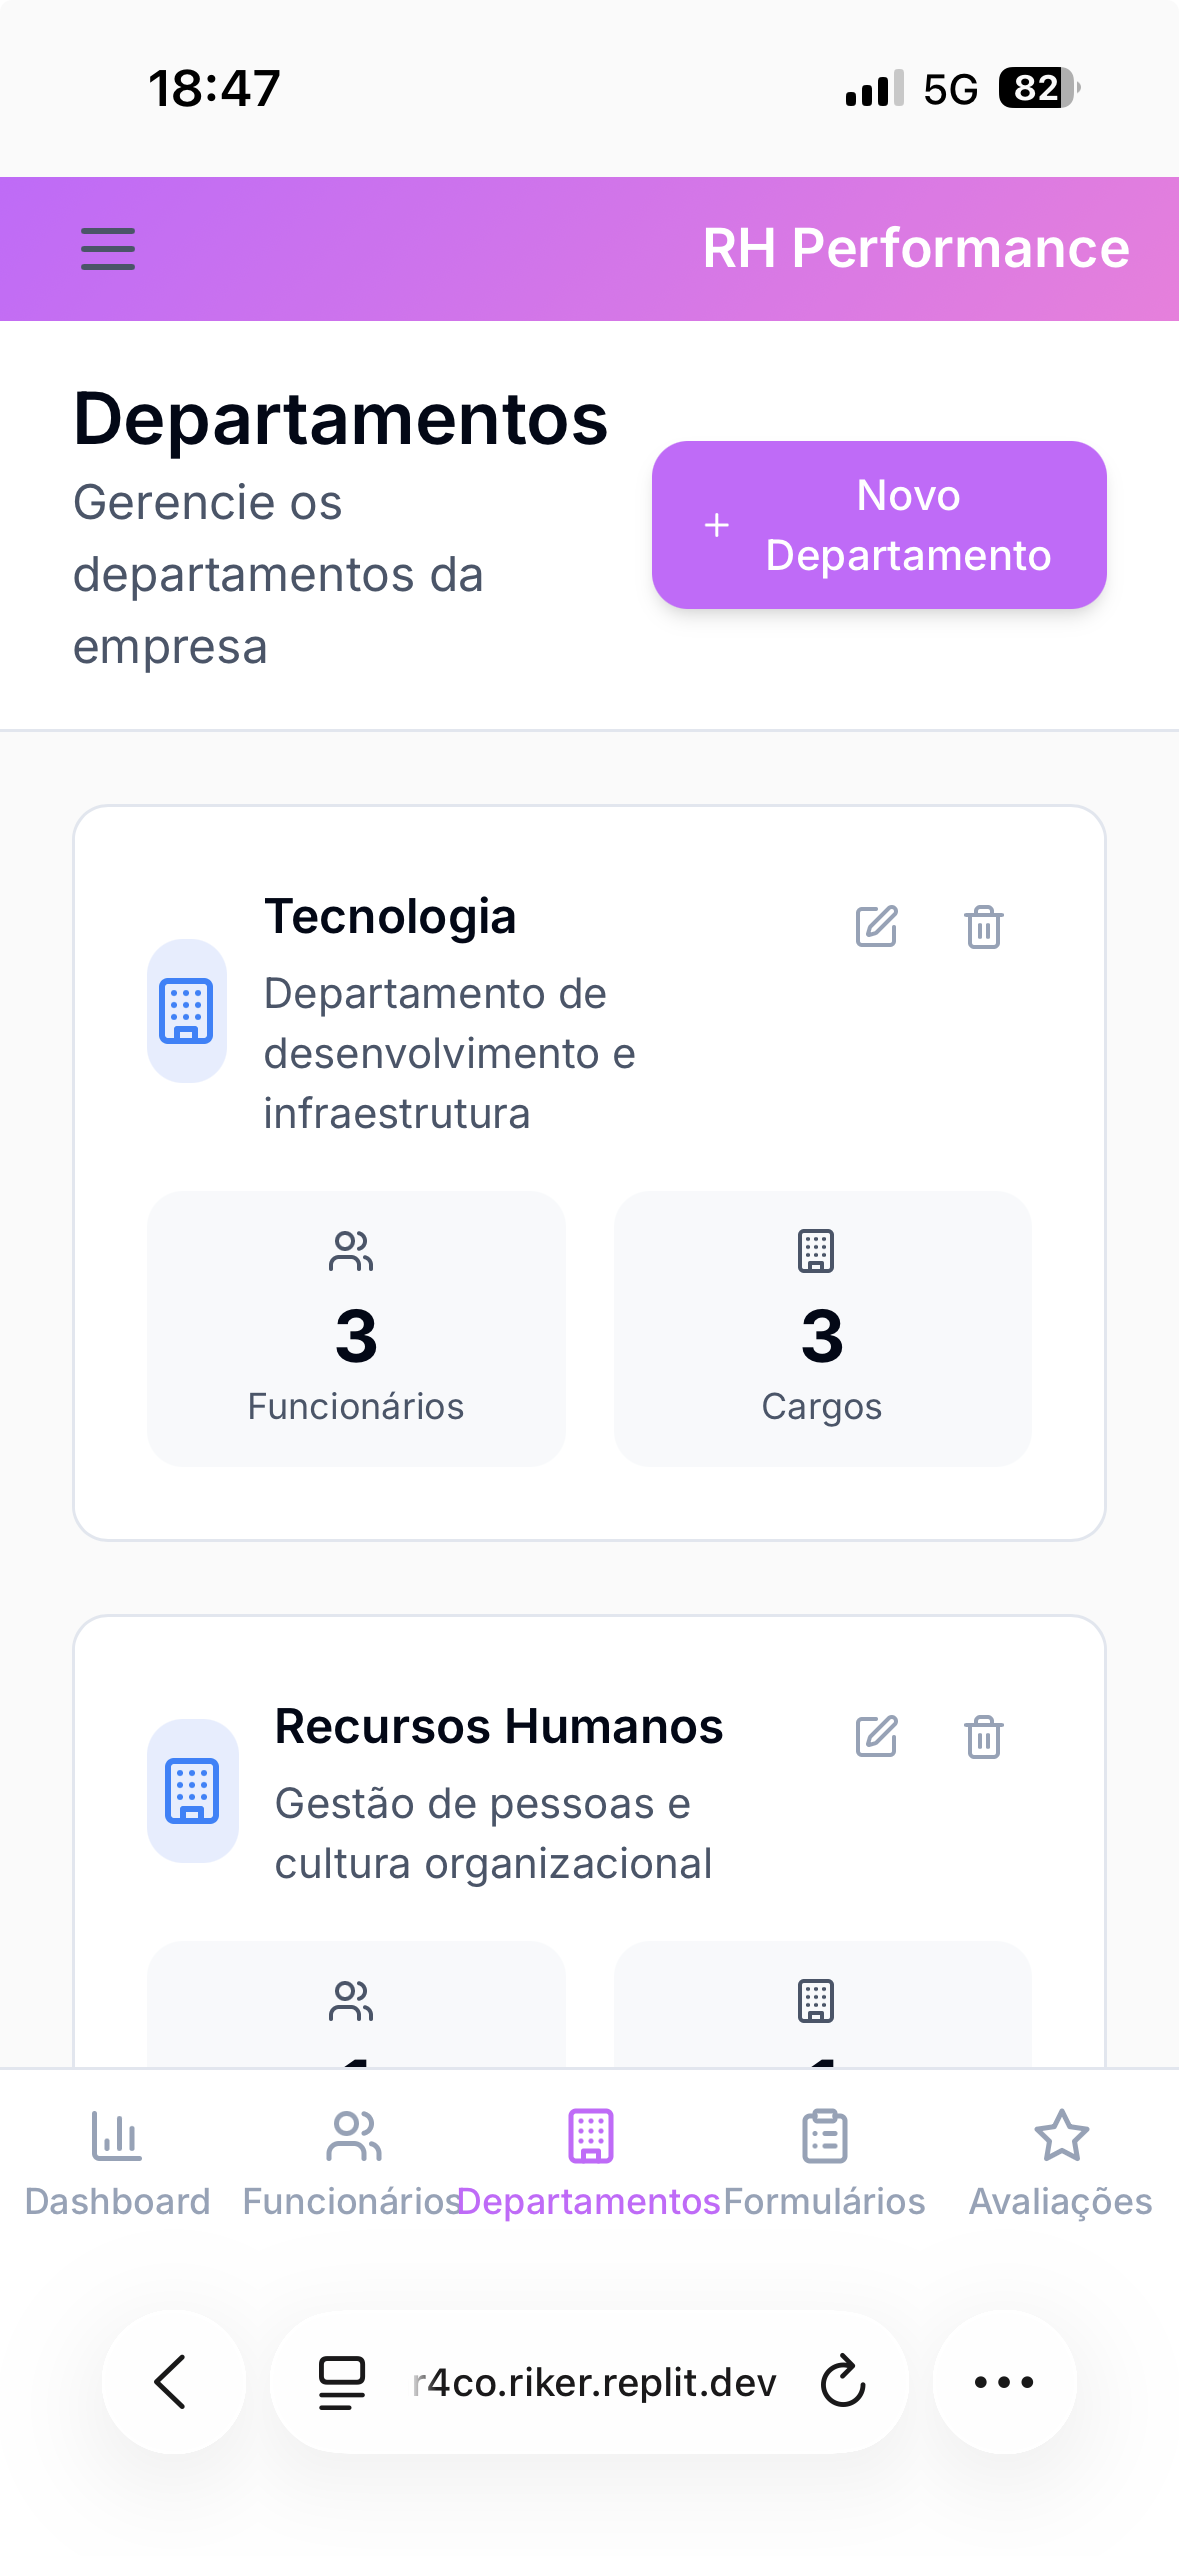 18:47
5G
82
RH Performance
Departamentos
Gerencie os
departamentos da
empresa
Novo
Departamento
Tecnologia
Departamento de
desenvolvimento e
infraestrutura
3
Funcionários
3
Cargos
Recursos Humanos
Gestão de pessoas e
cultura organizacional
Dashboard
Funcionários
Departamentos
Formulários
Avaliações
r4co.riker.replit.dev